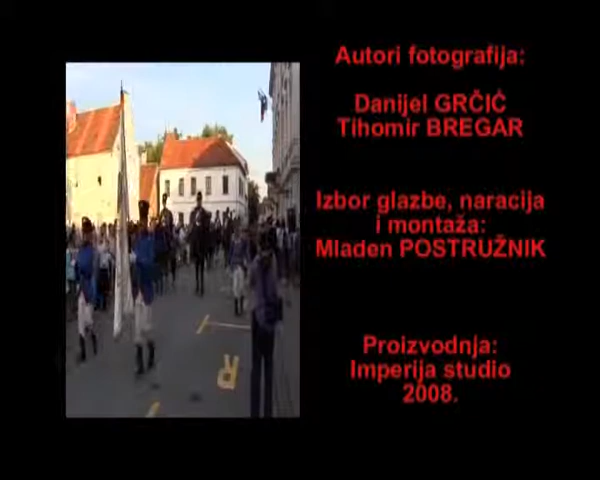 Autori fotografija:
Danijel GRČIĆ
Tihomir BREGAR
Izbor glazbe, naracija
i montaža:
Mladen POSTRUŽNIK
Proizvodnja:
Imperija studio
2008.
R